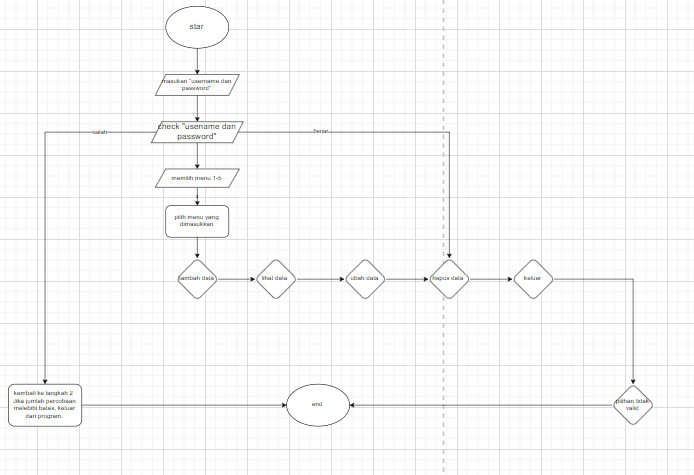 star
masukan "username dan
password"
check "usename dan
password"
salah
benar
memilih menu 1-5
pilih menu yang
dimasukkan
tambah data
lihat data
ubah data
hapus data
keluar
kembali ke langkah 2
Jika jumlah percobaan
melebihi batas, keluar
dari program.
end
pilihan tidak
valid